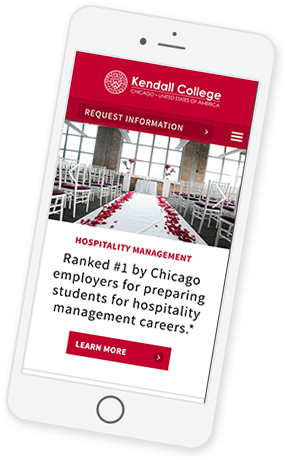 Kendall College
CHICAGO • UNITED STATES OF AMERICA
REQUEST INFORMATION
HOSPITALITY MANAGEMENT
Ranked #1 by Chicago
employers for preparing
students for hospitality
management careers.*
LEARN MORE